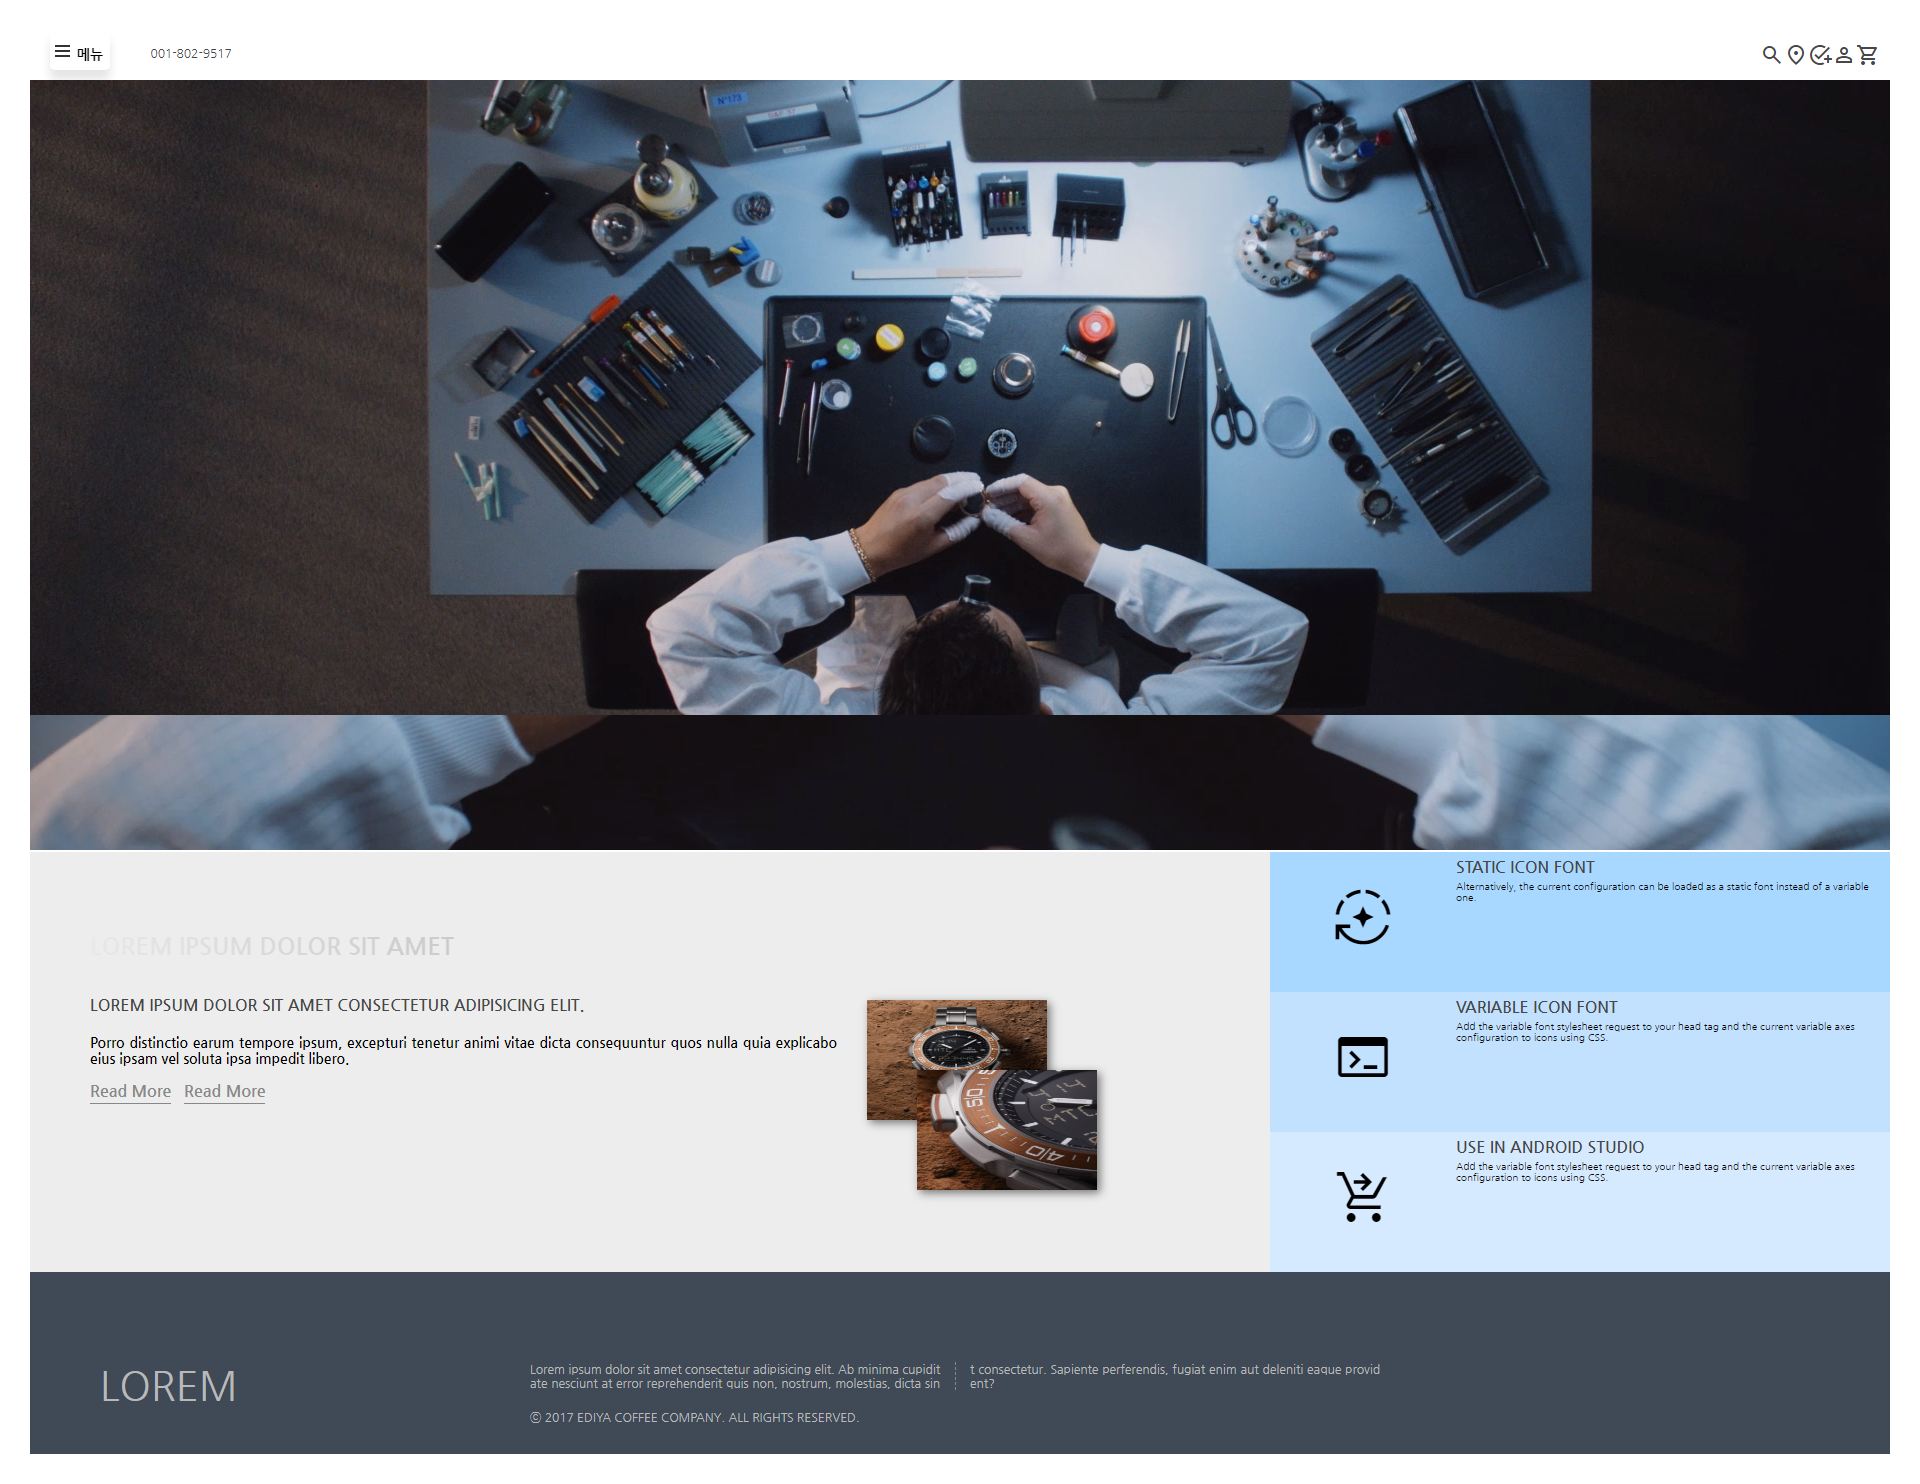 메뉴
001-802-9517
N°173
LOREM IPSUM DOLOR SIT AMET
LOREM IPSUM DOLOR SIT AMET CONSECTETUR ADIPISICING ELIT.
Porro distinctio earum tempore ipsum, excepturi tenetur animi vitae dicta consequuntur quos nulla quia explicabo
eius ipsam vel soluta ipsa impedit libero.
Read More Read More
STATIC ICON FONT
Alternatively, the current configuration can be loaded as a static font instead of a variable
one.
VARIABLE ICON FONT
Add the variable font stylesheet request to your head tag and the current variable axes
configuration to icons using CSS.
USE IN ANDROID STUDIO
Add the variable font stylesheet request to your head tag and the current variable axes
configuration to icons using CSS.
LOREM
Lorem ipsum dolor sit amet consectetur adipisicing elit. Ab minima cupidit
ate nesciunt at error reprehenderit quis non, nostrum, molestias, dicta sin
t consectetur. Sapiente perferendis, fugiat enim aut deleniti eaque provid
ent?
ⓒ 2017 EDIYA COFFEE COMPANY. ALL RIGHTS RESERVED.